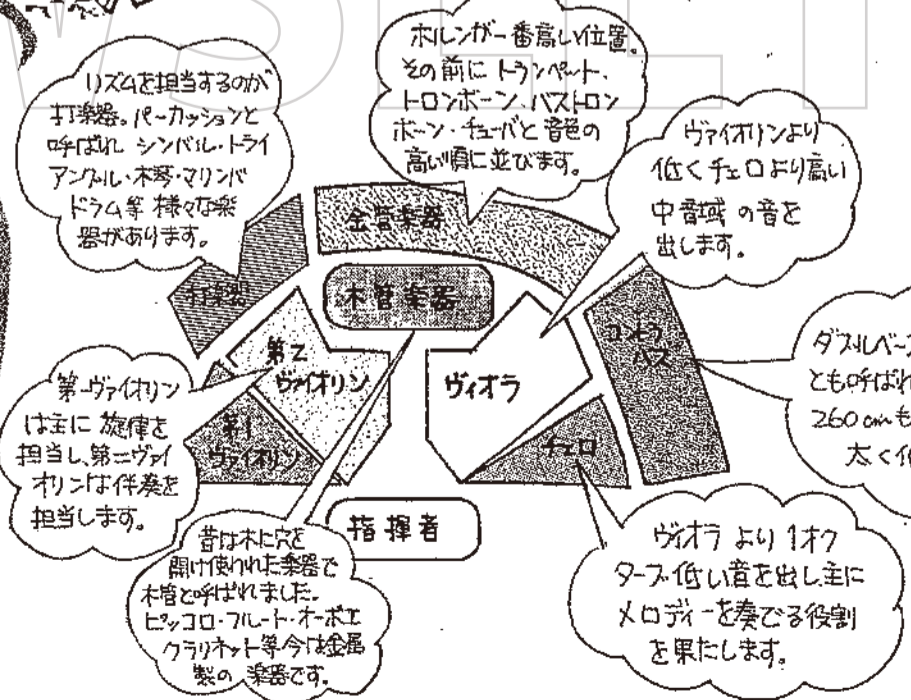 リズムを担当するのが
打楽器。パーカッションと
呼ばれ シンバル・トライ
アングル・木琴・マリンバ
ドラム等 様々な楽
器があります。
ホルンが一番高い位置。
その前に トランペット、
トロンボーン、バストロン
ボーン・チューバと 音色の
高い順に並びます。
ヴァイオリンより
低くチェロより高い
中音域 の音を
出します。
金管楽器
打楽器
木管楽器
コントラ
バス
第2
ヴァイオリン
ヴィオラ
第1
ヴァイオリン
チェロ
指揮者
第一ヴァイオリン
は主に 旋律を
担当し、第二ヴァイ
オリンは伴奏を
担当します。
ダブルベース
とも呼ばれ
260cmも
太く低
昔は木に穴を
開け使われた楽器で
木管と呼ばれました。
ピッコロ・フルート・オーボエ
クラリネット等今は金属
製の 楽器です。
ヴィオラ より 1オク
ターブ低い音を出し主に
メロディーを奏でる役割
を果たします。